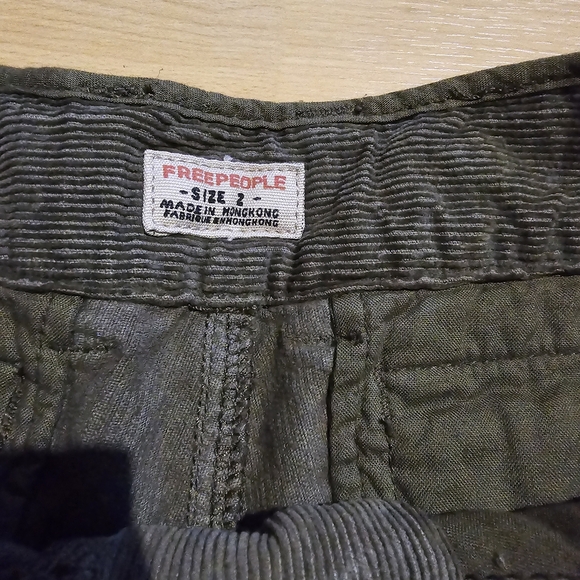 FREEPEOPLE
- SIZE 2 -
MADE IN HONGKONG
FABRIQUE EN HONGKONG